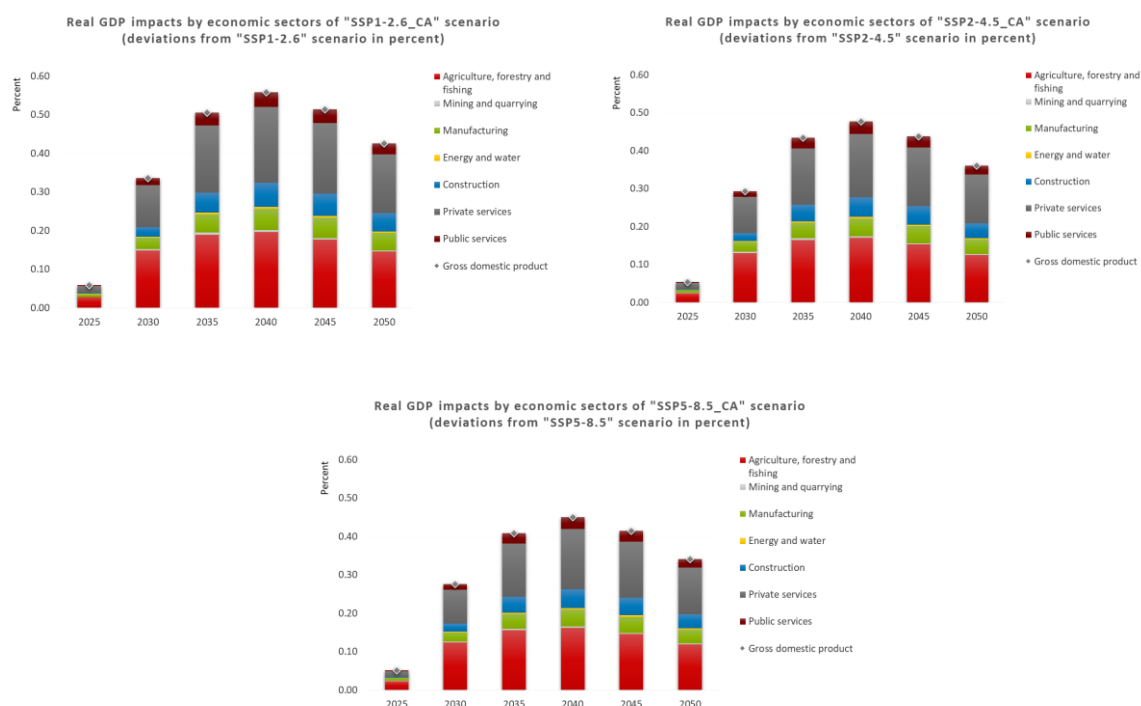 Real GDP impacts by economic sectors of "SSP1-2.6_CA" scenario
(deviations from "SSP1-2.6" scenario in percent)
Percent
0.60
0.50
0.40
0.30
0.20
0.10
0.00
2025 2030 2035 2040 2045 2050
Agriculture, forestry and
fishing
Mining and quarrying
Manufacturing
Energy and water
Construction
Private services
Public services
Gross domestic product
Real GDP impacts by economic sectors of "SSP2-4.5_CA" scenario
(deviations from "SSP2-4.5" scenario in percent)
Percent
0.60
0.50
0.40
0.30
0.20
0.10
0.00
2025 2030 2035 2040 2045 2050
Agriculture, forestry and
fishing
Mining and quarrying
Manufacturing
Energy and water
Construction
Private services
Public services
Gross domestic product
Real GDP impacts by economic sectors of "SSP5-8.5_CA" scenario
(deviations from "SSP5-8.5" scenario in percent)
Percent
0.60
0.50
0.40
0.30
0.20
0.10
0.00
2025 2030 2035 2040 2045 2050
Agriculture, forestry and
fishing
Mining and quarrying
Manufacturing
Energy and water
Construction
Private services
Public services
Gross domestic product